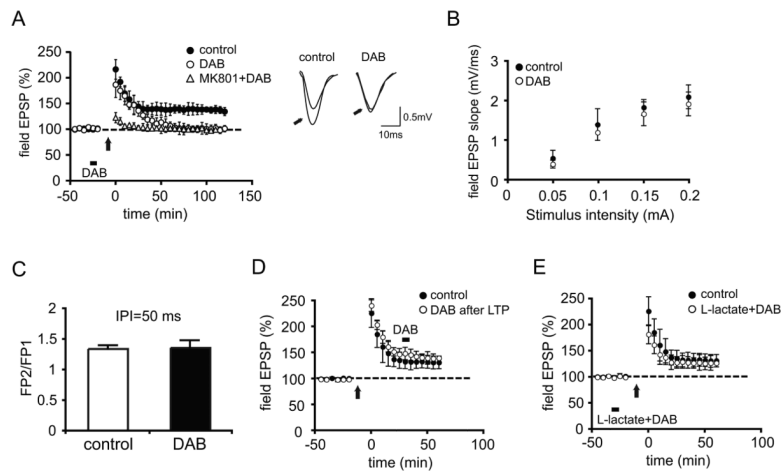 A
control
DAB
MK801+DAB
field EPSP (%)
250
200
150
100
50
0
-50
0
50
100
150
DAB
time (min)
control
DAB
0.5mV
10ms
B
control
DAB
field EPSP slope (mV/ms)
3
2
1
0
0
0.05
0.1
0.15
0.2
Stimulus intensity (mA)
C
IPI=50 ms
FP2/FP1
2
1.5
1
0.5
0
control
DAB
D
control
DAB after LTP
DAB
field EPSP (%)
250
200
150
100
50
0
-50
0
50
100
time (min)
E
control
L-lactate+DAB
field EPSP (%)
250
200
150
100
50
0
L-lactate+DAB
-100
-50
0
50
100
time (min)